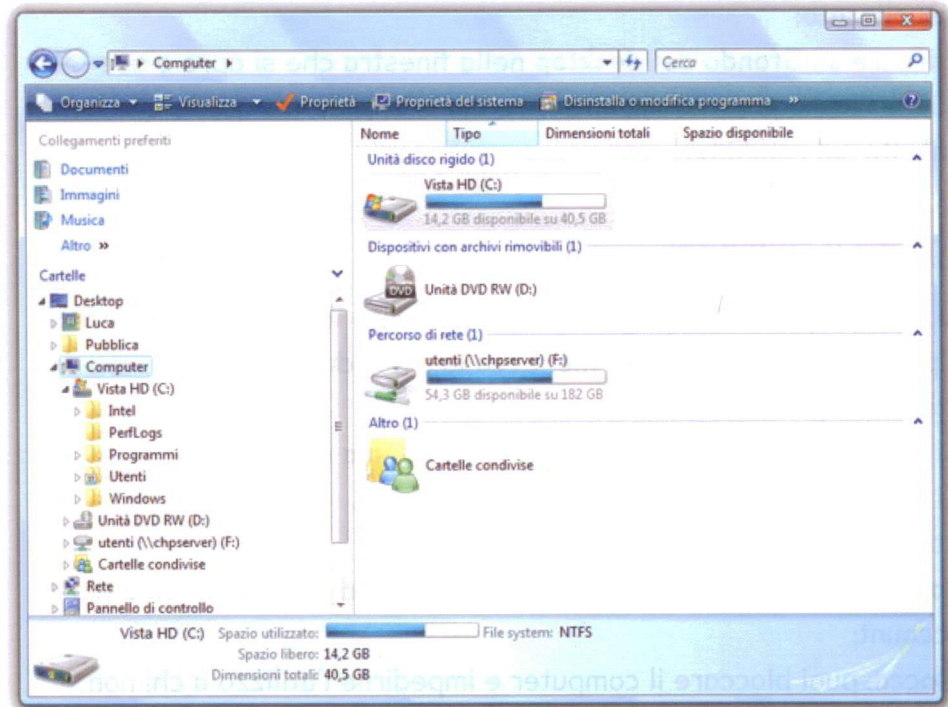 Computer
Cerca
Organizza Visualizza Proprietà Proprietà del sistema Disinstalla o modifica programma »
Collegamenti preferiti
Documenti
Immagini
Musica
Altro »
Cartelle
Desktop
Luca
Pubblica
Computer
Vista HD (C:)
Intel
PerfLogs
Programmi
Utenti
Windows
Unità DVD RW (D:)
utenti (\\chpserver) (F:)
Cartelle condivise
Rete
Pannello di controllo
Nome Tipo Dimensioni totali Spazio disponibile
Unità disco rigido (1)
Vista HD (C:)
14,2 GB disponibile su 40,5 GB
Dispositivi con archivi rimovibili (1)
DVD
Unità DVD RW (D:)
Percorso di rete (1)
utenti (\\chpserver) (F:)
54,3 GB disponibile su 182 GB
Altro (1)
Cartelle condivise
Vista HD (C:) Spazio utilizzato: File system: NTFS
Spazio libero: 14,2 GB
Dimensioni totali: 40,5 GB